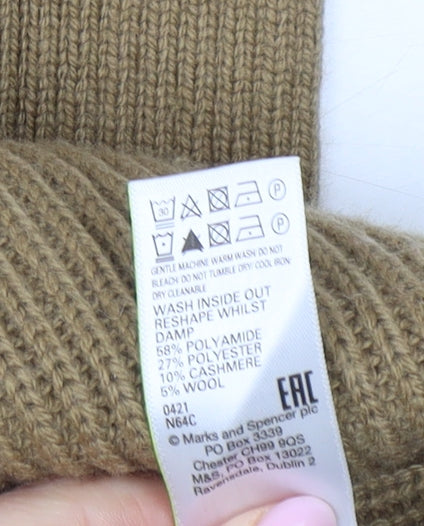 30 P
P
GENTLE MACHINE WARM WASH·DO NOT
BLEACH·DO NOT TUMBLE DRY/ COOL IRON·
DRY CLEANABLE
WASH INSIDE OUT
RESHAPE WHILST
DAMP
58% POLYAMIDE
27% POLYESTER
10% CASHMERE
5% WOOL
0421
N64C
EAC
© Marks and Spencer plc
PO Box 3339
Chester CH99 9QS
M&S, PO Box 13022
Ravensdale, Dublin 2